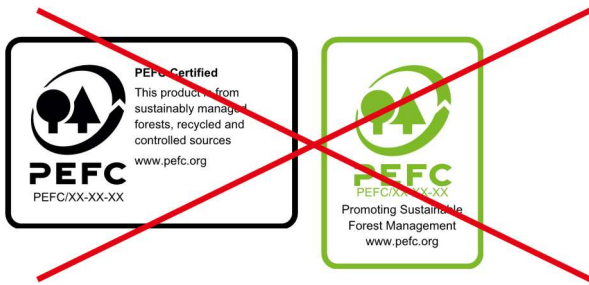 PEFC Certified
This product is from
sustainably managed
forests, recycled and
controlled sources
www.pefc.org
PEFC
PEFC/XX-XX-XX
PEFC
PEFC/XX-XX-XX
Promoting Sustainable
Forest Management
www.pefc.org